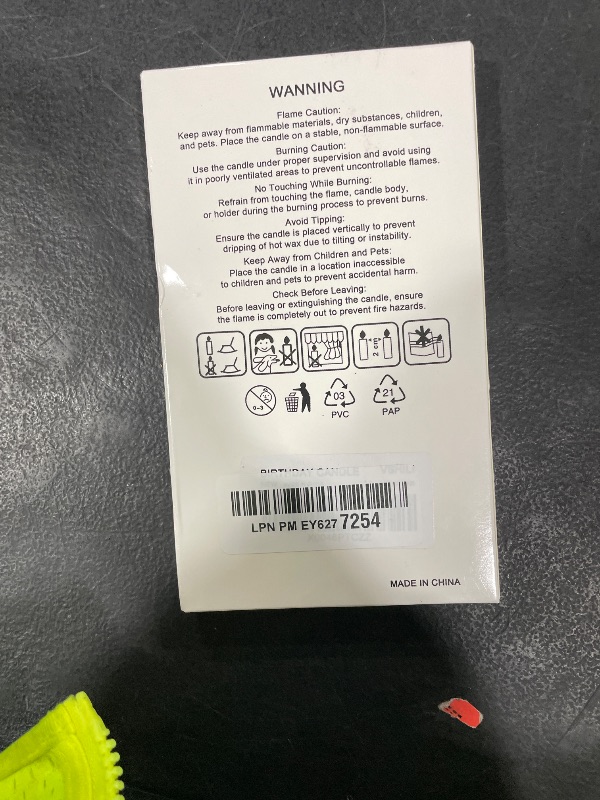 WANNING
Flame Caution:
Keep away from flammable materials, dry substances, children,
and pets. Place the candle on a stable, non-flammable surface.
Burning Caution:
Use the candle under proper supervision and avoid using
it in poorly ventilated areas to prevent uncontrollable flames.
No Touching While Burning:
Refrain from touching the flame, candle body,
or holder during the burning process to prevent burns.
Avoid Tipping:
Ensure the candle is placed vertically to prevent
dripping of hot wax due to tilting or instability.
Keep Away from Children and Pets:
Place the candle in a location inaccessible
to children and pets to prevent accidental harm.
Check Before Leaving:
Before leaving or extinguishing the candle, ensure
the flame is completely out to prevent fire hazards.
2 cm
0-3
03
21
PVC
PAP
BIRTHDAY CANDLE
LPN PM EY627 7254
MADE IN CHINA